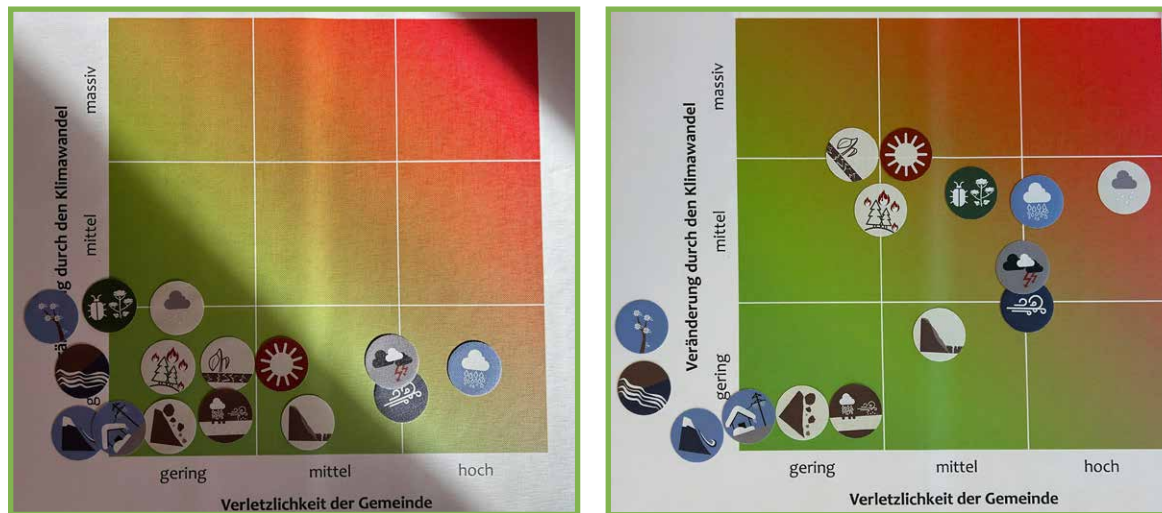 massiv
mittel
ung durch den Klimawandel
gering
mittel
hoch
Verletzlichkeit der Gemeinde
massiv
mittel
gering
Veränderung durch den Klimawandel
gering
mittel
hoch
Verletzlichkeit der Gemeinde